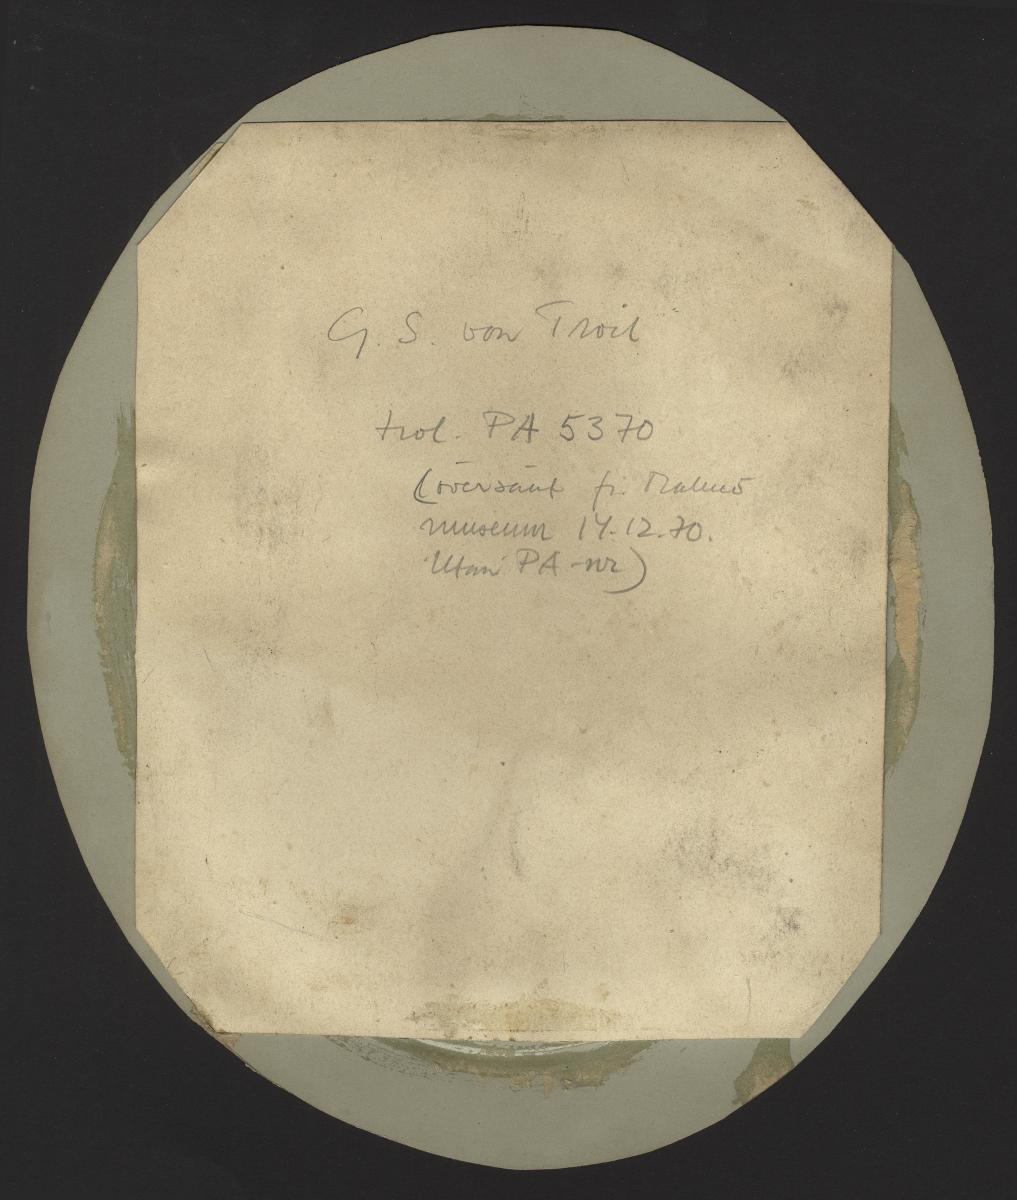 G. S. von Troil
trol. PA 5370
(översänt fr. Malmö
museum 14.12.70.
Utan PA-nr)